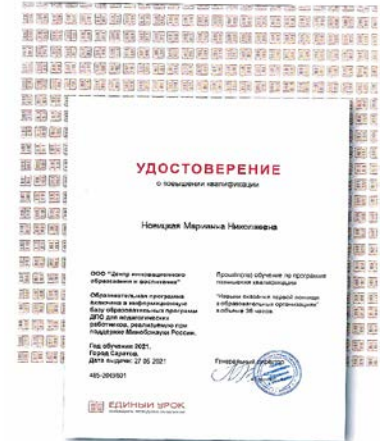 УДОСТОВЕРЕНИЕ
о повышении квалификации
Новицкая Марианна Николаевна
ООО "Центр инновационного
образования и воспитания"
Образовательная программа
включена в информационную
базу образовательных программ
ДПО для педагогических
работников, реализуемую при
поддержке Минобрнауки России.
Год обучения: 2021.
Город Саратов.
Дата выдачи: 27.05.2021
Прошел(ла) обучение по программе
повышения квалификации
"Навыки оказания первой помощи
в образовательных организациях"
в объёме 36 часов.
Генеральный директор
ЕДИНЫЙ УРОК